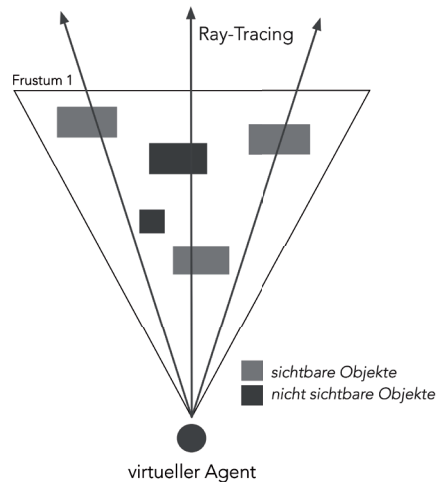 Ray-Tracing
Frustum 1
sichtbare Objekte
nicht sichtbare Objekte
virtueller Agent